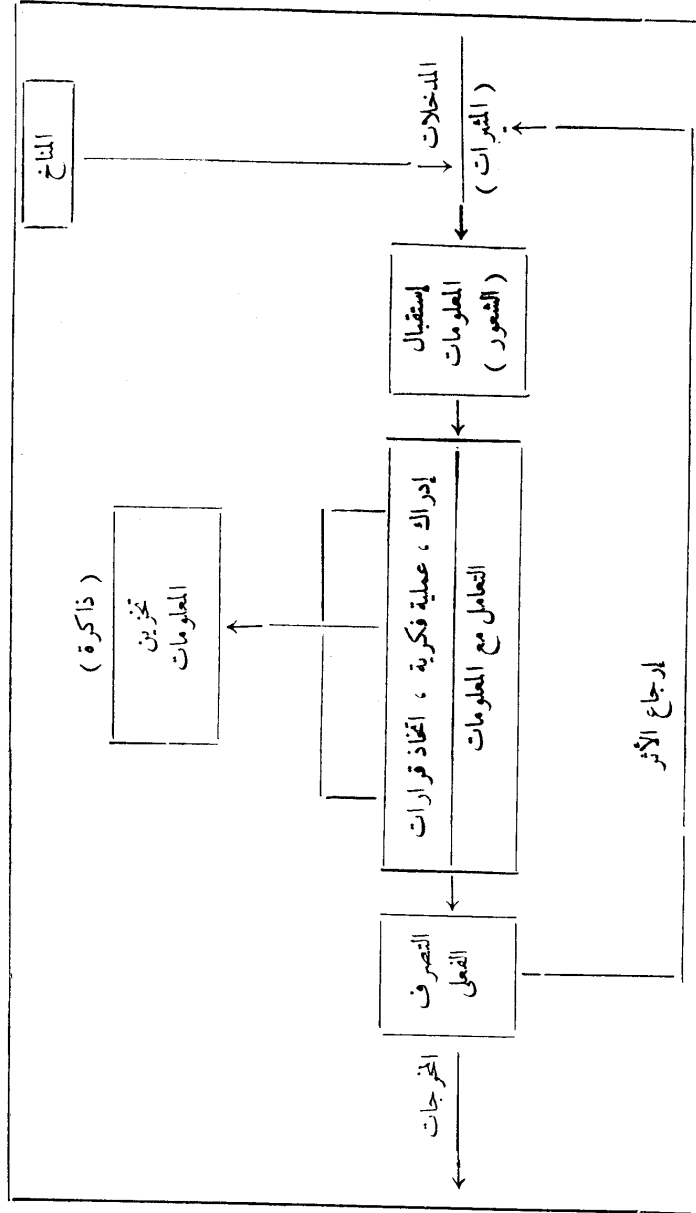 المناخ
المدخلات
( المثيرات )
إستقبال
المعلومات
( الشعور )
إدراك ، عملية فكرية ، اتخاذ قرارات
التعامل مع المعلومات
تخزين
المعلومات
( ذاكرة )
التصرف
الفعلى
المخرجات
إرجاع الأثر